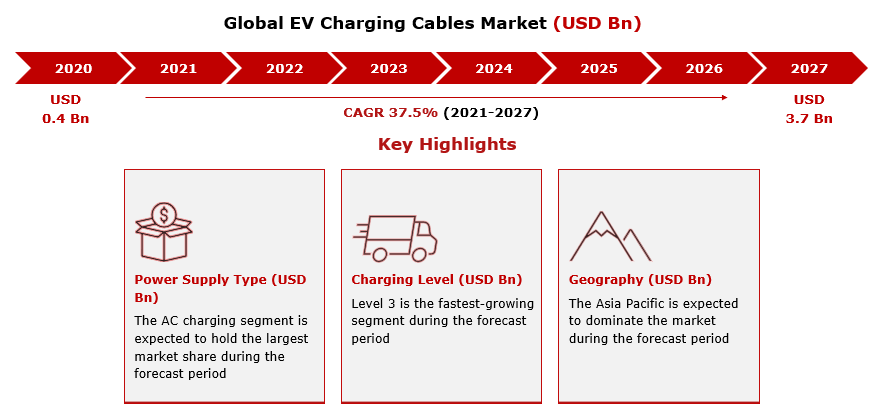 Global EV Charging Cables Market (USD Bn)
2020 2021 2022 2023 2024 2025 2026 2027
USD
0.4 Bn
CAGR 37.5% (2021-2027)
USD
3.7 Bn
Key Highlights
$
Power Supply Type (USD
Bn)
The AC charging segment is
expected to hold the largest
market share during the
forecast period
Charging Level (USD Bn)
Level 3 is the fastest-growing
segment during the forecast
period
Geography (USD Bn)
The Asia Pacific is expected
to dominate the market
during the forecast period